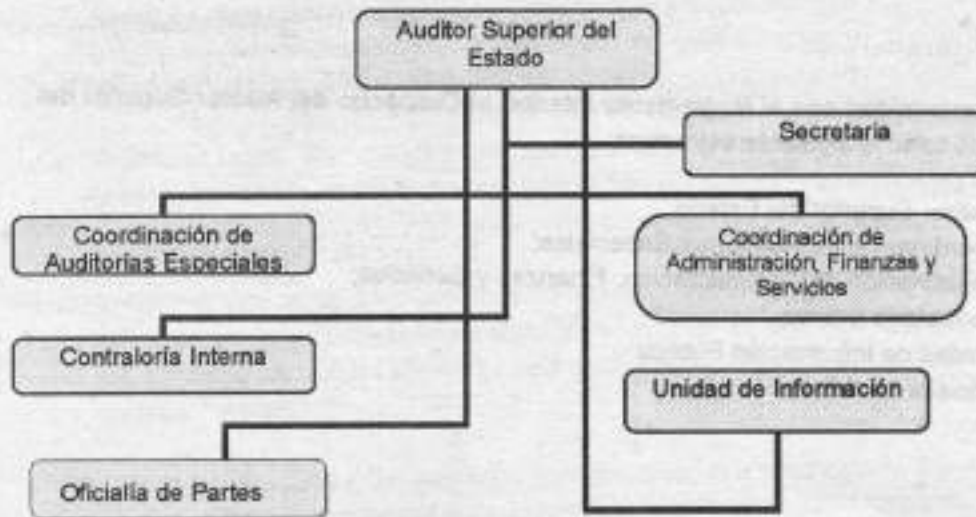 Auditor Superior del
Estado
Secretaria
Coordinación de
Auditorías Especiales
Coordinación de
Administración, Finanzas y
Servicios
Contraloría Interna
Unidad de Información
Oficialía de Partes